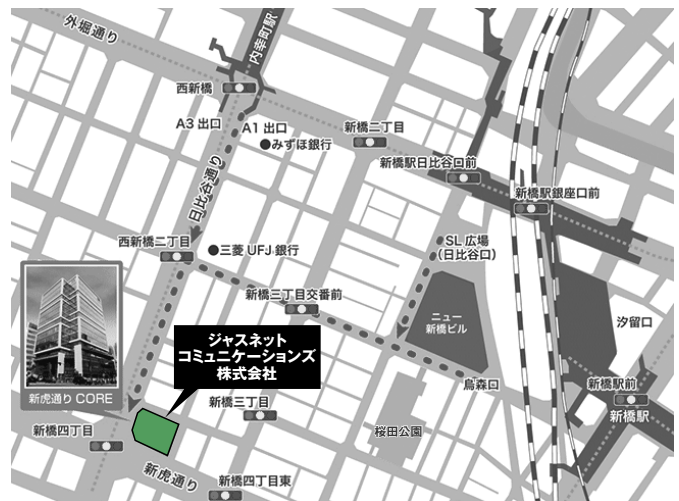 外堀通り
内幸町駅
西新橋
A3 出口
A1 出口
みずほ銀行
新橋二丁目
新橋駅日比谷口前
新橋駅銀座口前
日比谷通り
西新橋二丁目
三菱 UFJ 銀行
SL 広場
(日比谷口)
新橋三丁目交番前
ニュー
新橋ビル
汐留口
ジャスネット
コミュニケーションズ
株式会社
烏森口
新橋駅前
新橋駅
新虎通り CORE
新橋三丁目
桜田公園
新橋四丁目
新虎通り
新橋四丁目東